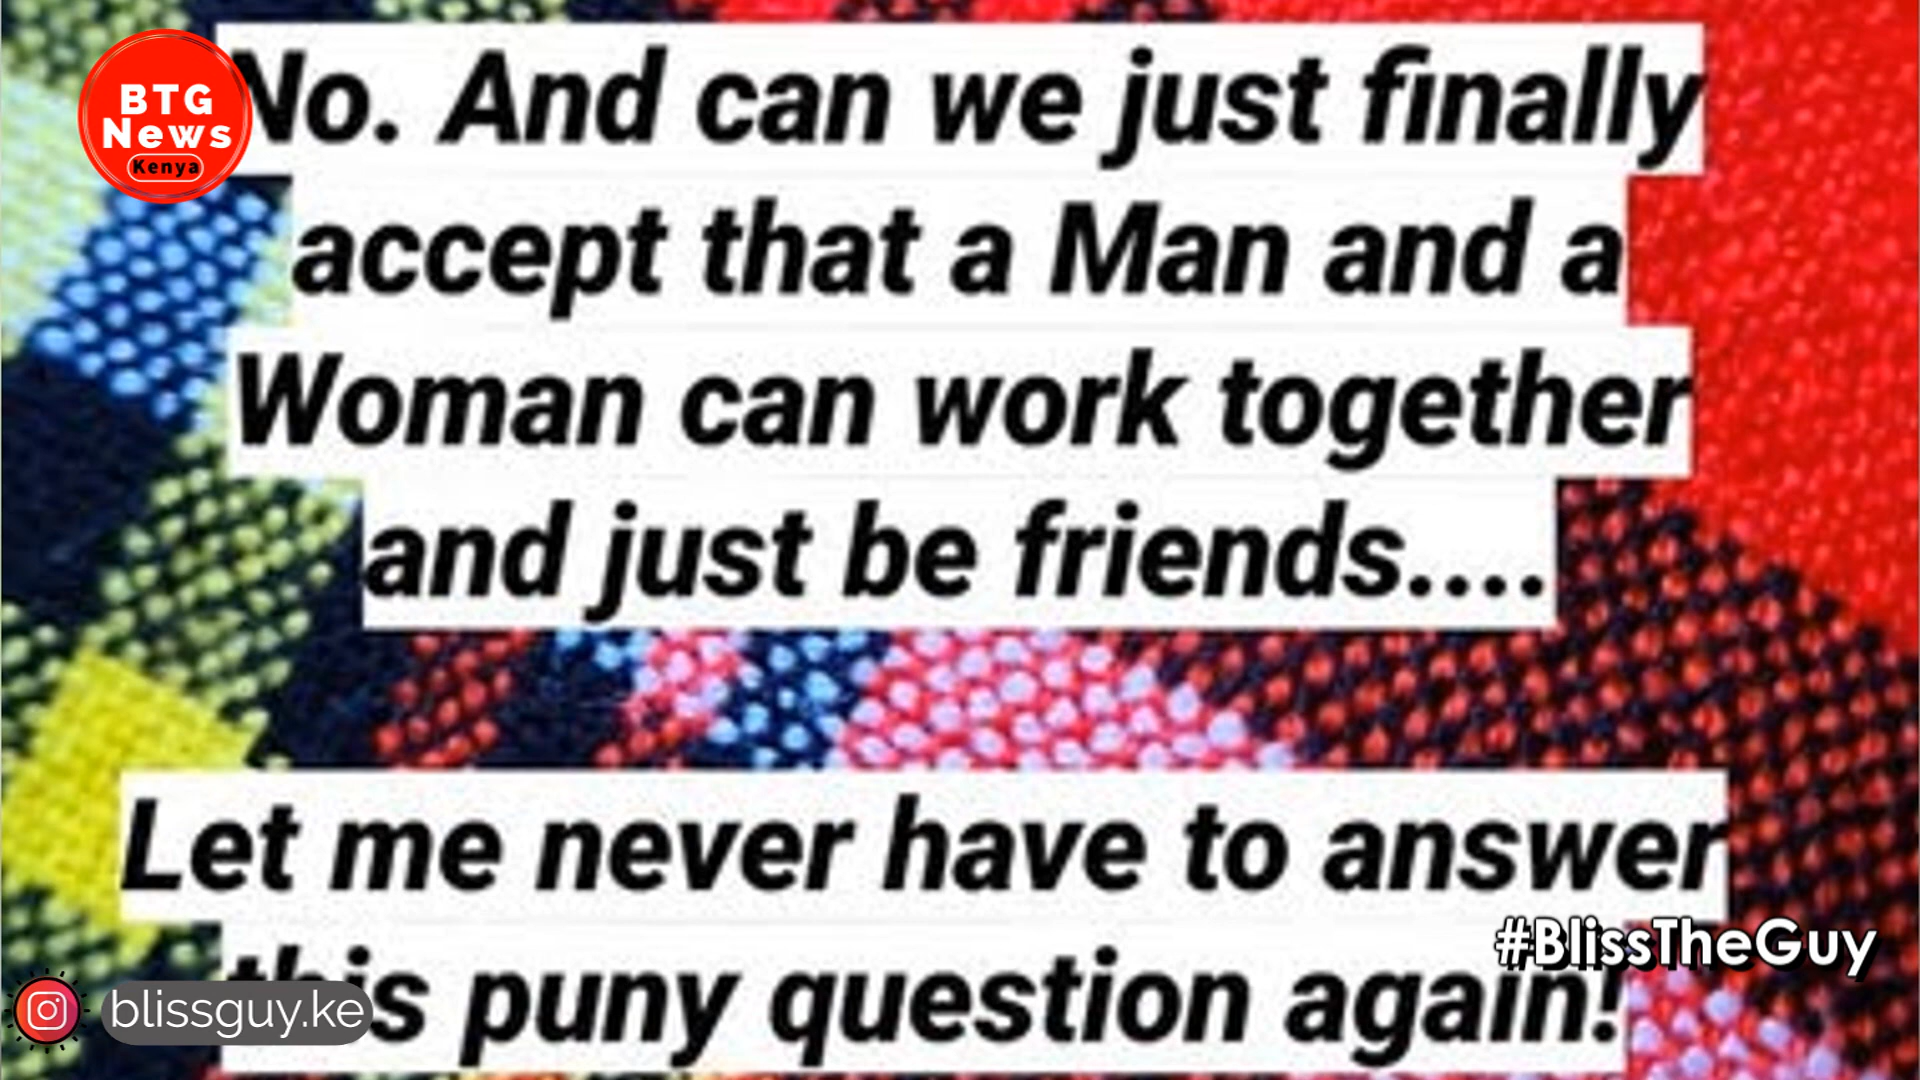 BTG
News
Kenya
No. And can we just finally
accept that a Man and a
Woman can work together
and just be friends....
Let me never have to answer
this puny question again!
#BlissTheGuy
blissguy.ke